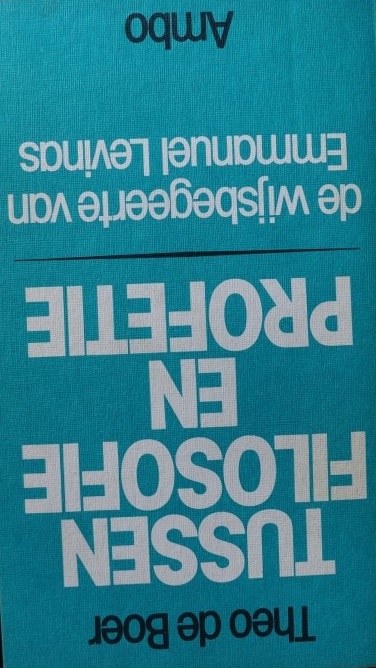 Theo de Boer
TUSSEN
FILOSOFIE
EN
PROFETIE
de wijsbegeerte van
Emmanuel Levinas
Ambo